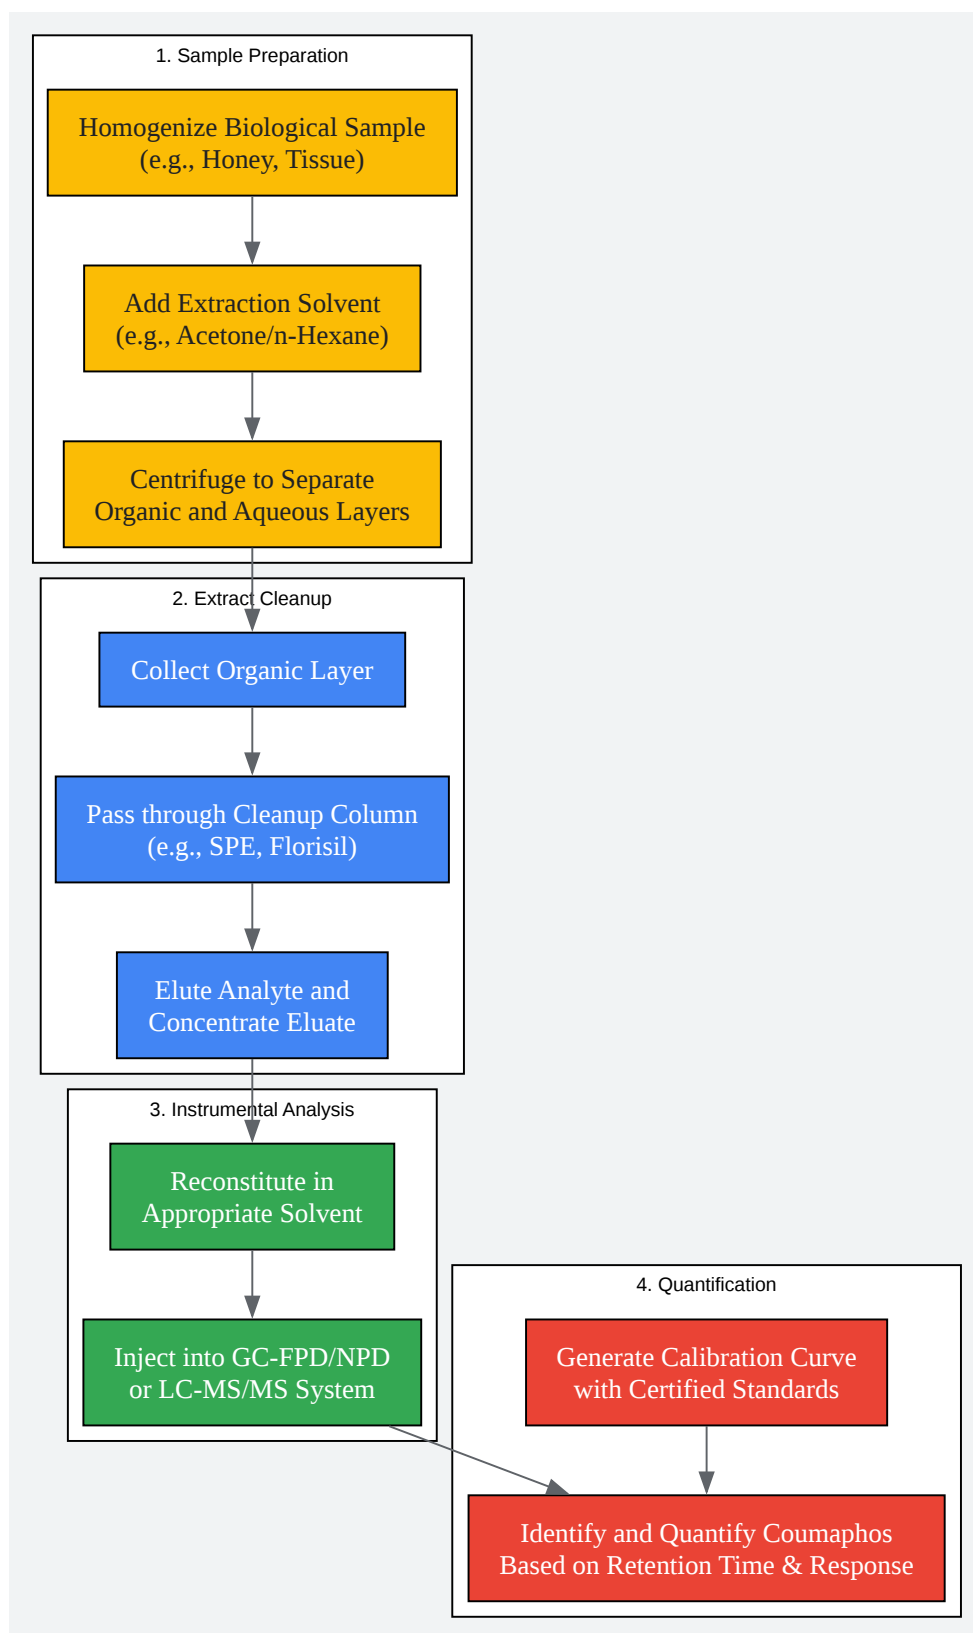 1. Sample Preparation
Homogenize Biological Sample
(e.g., Honey, Tissue)
Add Extraction Solvent
(e.g., Acetone/n-Hexane)
Centrifuge to Separate
Organic and Aqueous Layers
2. Extract Cleanup
Collect Organic Layer
Pass through Cleanup Column
(e.g., SPE, Florisil)
Elute Analyte and
Concentrate Eluate
3. Instrumental Analysis
Reconstitute in
Appropriate Solvent
Inject into GC-FPD/NPD
or LC-MS/MS System
4. Quantification
Generate Calibration Curve
with Certified Standards
Identify and Quantify Coumaphos
Based on Retention Time & Response